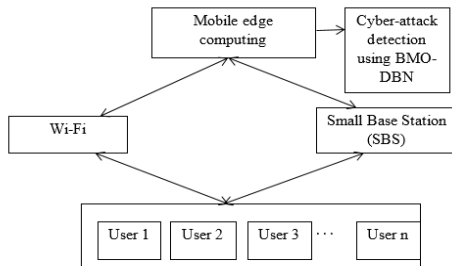 Mobile edge
computing
Cyber-attack
detection
using BMO-
DBN
Wi-Fi
Small Base Station
(SBS)
User 1
User 2
User 3
...
User n